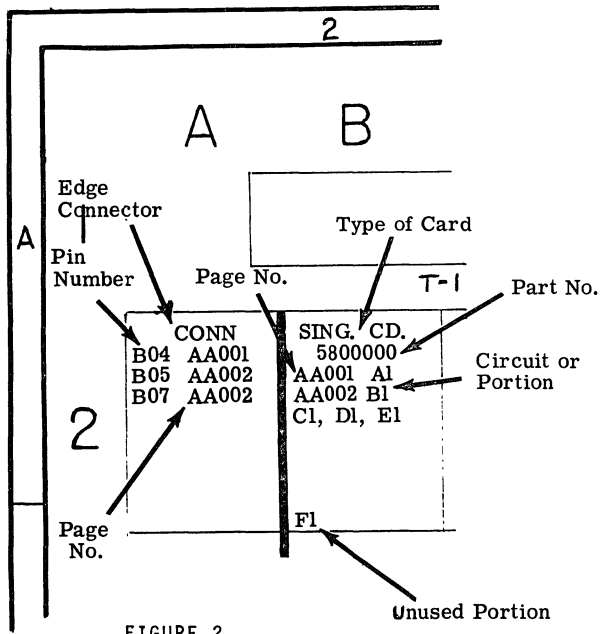 2
A B
Edge
Connector
A
Type of Card
Pin
Number
Page No.
T-1
Part No.
CONN
B04 AA001
B05 AA002
B07 AA002
SING. CD.
5800000
AA001 A1
AA002 B1
C1, D1, E1
Circuit or
Portion
2
Page
No.
F1
Unused Portion
FIGURE 2